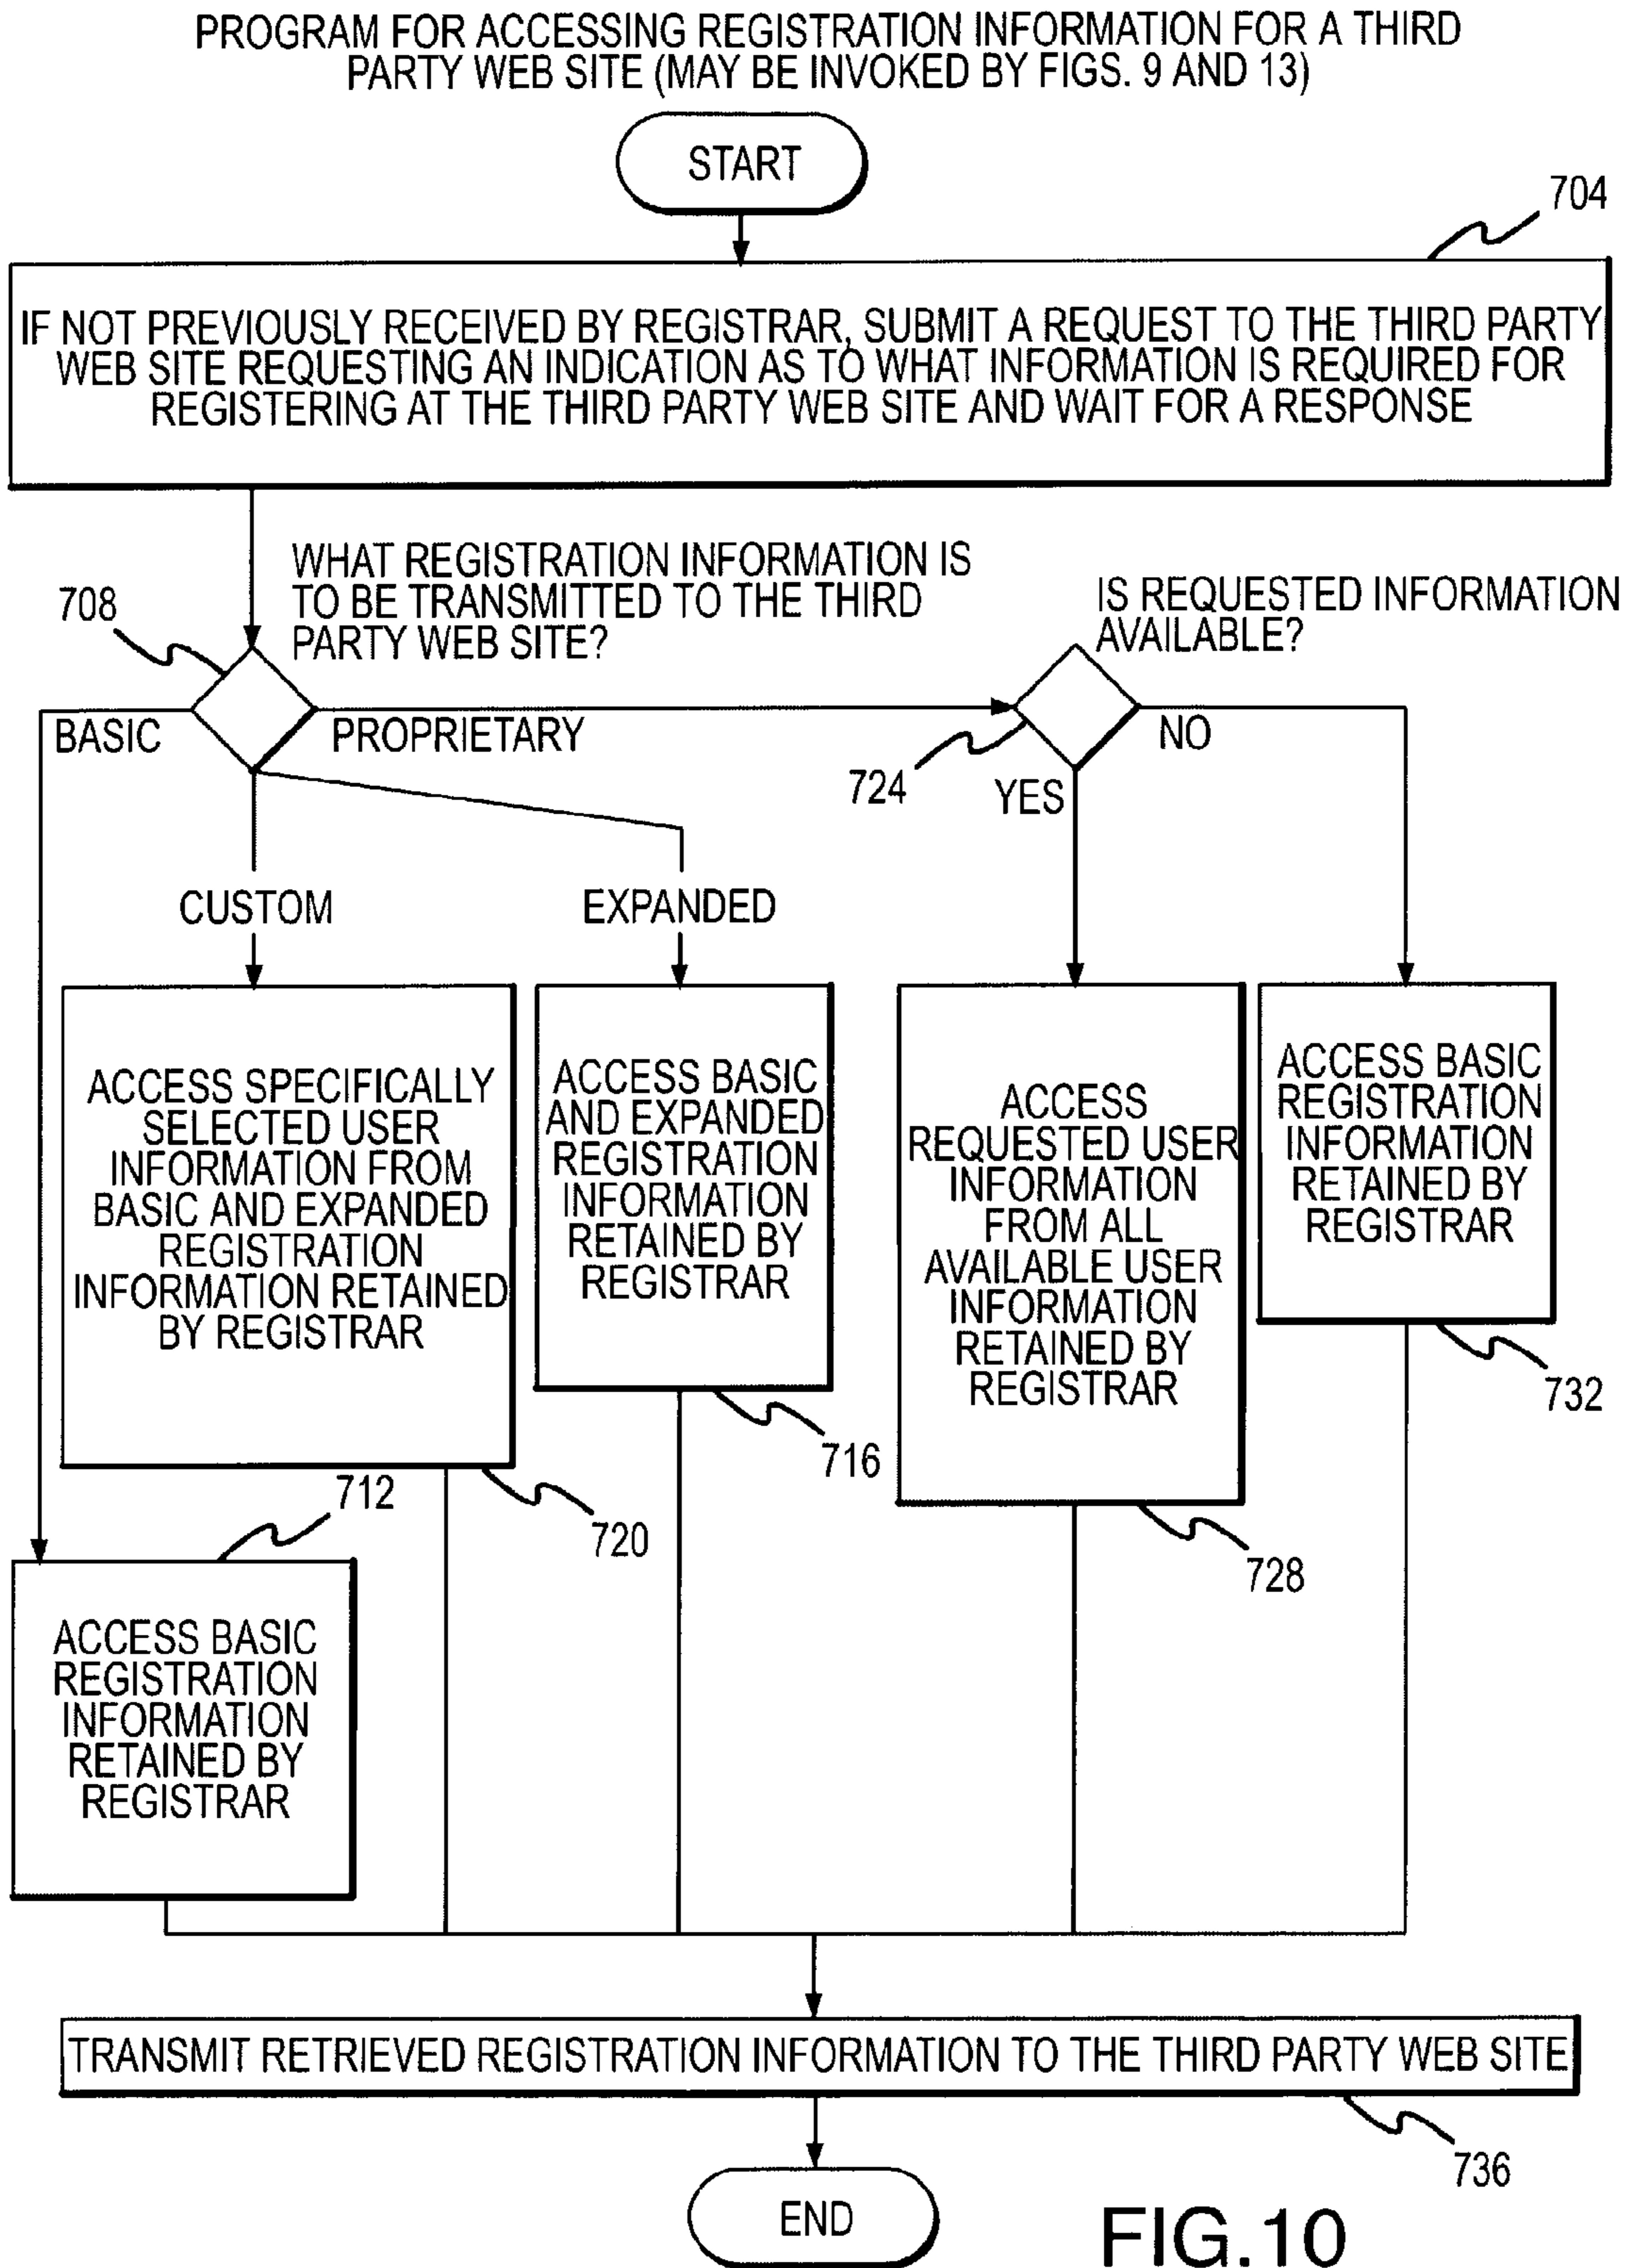 PROGRAM FOR ACCESSING REGISTRATION INFORMATION FOR A THIRD
PARTY WEB SITE (MAY BE INVOKED BY FIGS. 9 AND 13)
START
704
IF NOT PREVIOUSLY RECEIVED BY REGISTRAR, SUBMIT A REQUEST TO THE THIRD PARTY
WEB SITE REQUESTING AN INDICATION AS TO WHAT INFORMATION IS REQUIRED FOR
REGISTERING AT THE THIRD PARTY WEB SITE AND WAIT FOR A RESPONSE
WHAT REGISTRATION INFORMATION IS
TO BE TRANSMITTED TO THE THIRD
PARTY WEB SITE?
708
IS REQUESTED INFORMATION
AVAILABLE?
BASIC
PROPRIETARY
724
NO
YES
CUSTOM
EXPANDED
ACCESS SPECIFICALLY
SELECTED USER
INFORMATION FROM
BASIC AND EXPANDED
REGISTRATION
INFORMATION RETAINED
BY REGISTRAR
720
ACCESS BASIC
AND EXPANDED
REGISTRATION
INFORMATION
RETAINED BY
REGISTRAR
716
ACCESS
REQUESTED USER
INFORMATION
FROM ALL
AVAILABLE USER
INFORMATION
RETAINED BY
REGISTRAR
728
ACCESS BASIC
REGISTRATION
INFORMATION
RETAINED BY
REGISTRAR
732
712
ACCESS BASIC
REGISTRATION
INFORMATION
RETAINED BY
REGISTRAR
TRANSMIT RETRIEVED REGISTRATION INFORMATION TO THE THIRD PARTY WEB SITE
736
END
FIG.10